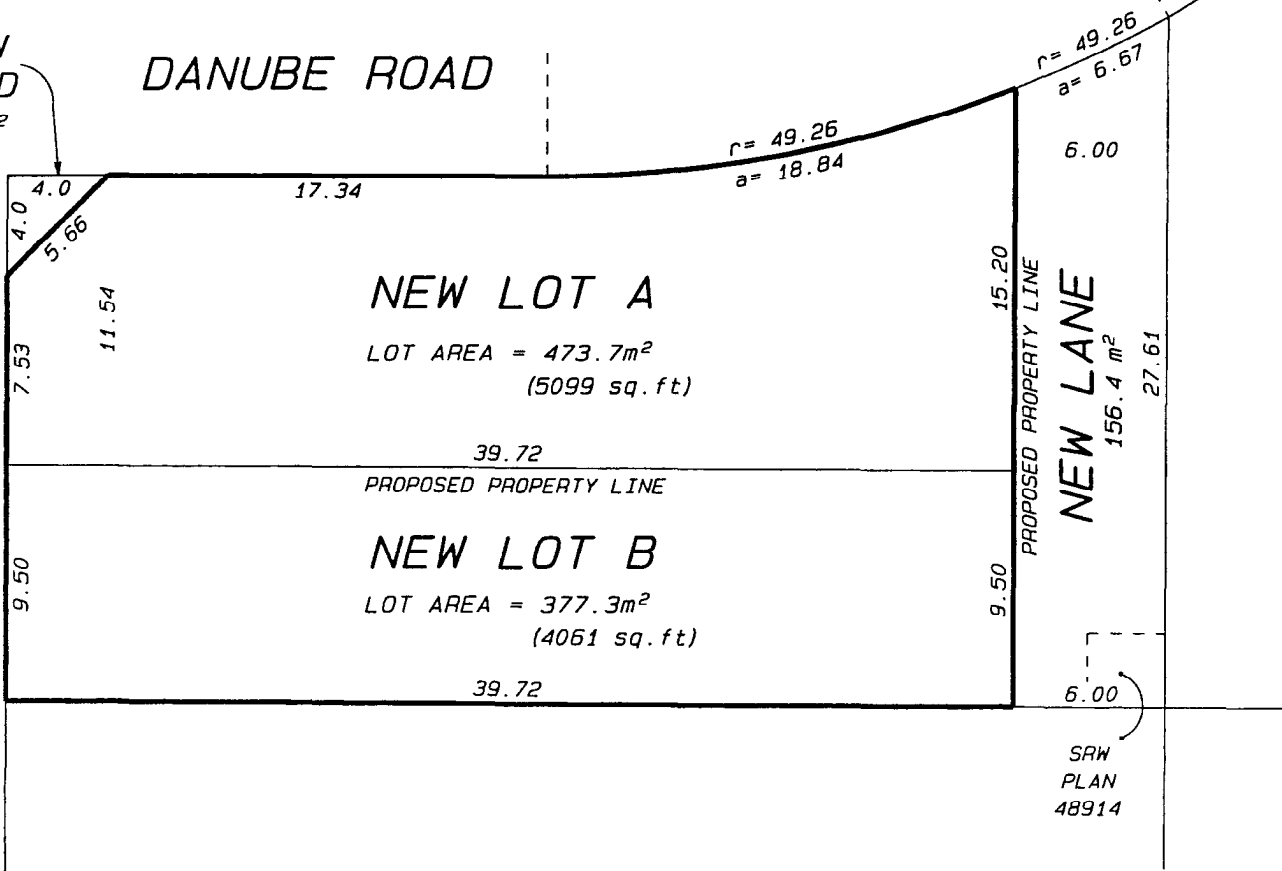 DANUBE ROAD
r= 49.26
a= 6.67
r= 49.26
a= 18.84
6.00
4.0
4.0
5.66
17.34
11.54
7.53
NEW LOT A
LOT AREA = 473.7m²
(5099 sq.ft)
15.20
PROPOSED PROPERTY LINE
NEW LANE
156.4 m²
27.61
39.72
PROPOSED PROPERTY LINE
NEW LOT B
LOT AREA = 377.3m²
(4061 sq.ft)
9.50
9.50
39.72
6.00
SRW
PLAN
48914